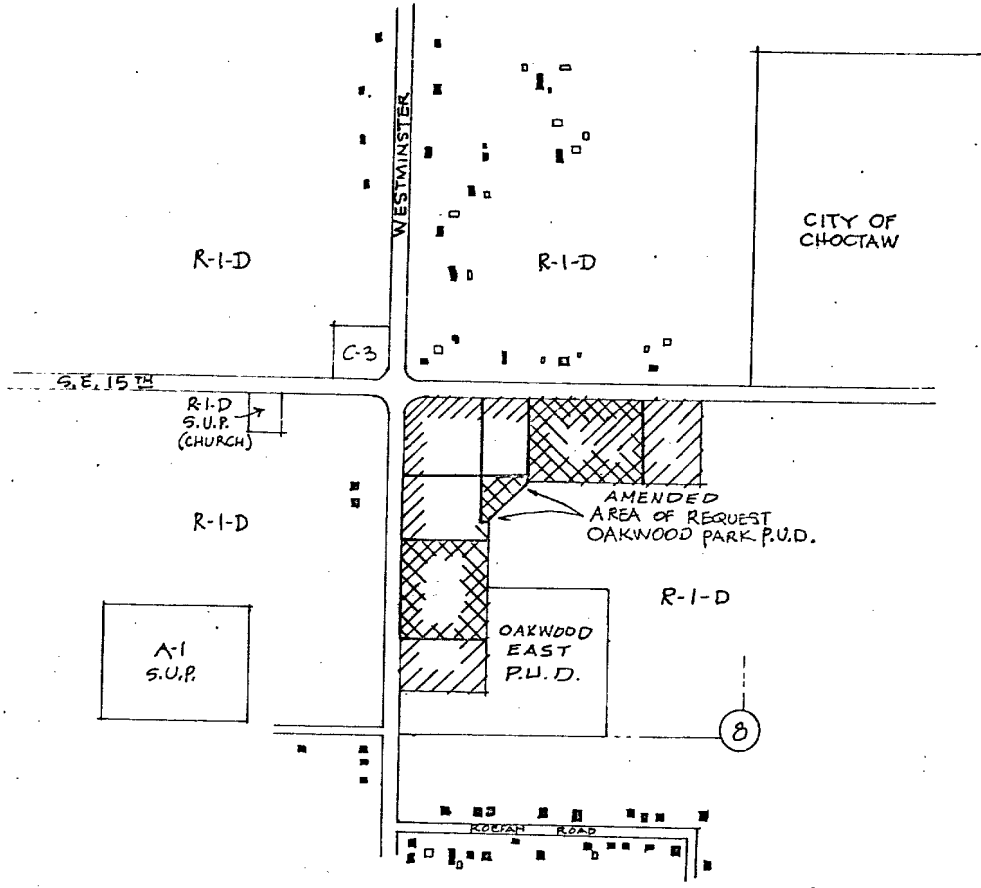 WESTMINSTER
CITY OF
CHOCTAW
R-1-D
R-1-D
C-3
S.E. 15TH
R-1-D
S.U.P.
(CHURCH)
AMENDED
AREA OF REQUEST
OAKWOOD PARK P.U.D.
R-1-D
R-1-D
A-1
S.U.P.
OAKWOOD
EAST
P.U.D.
8
ROAD